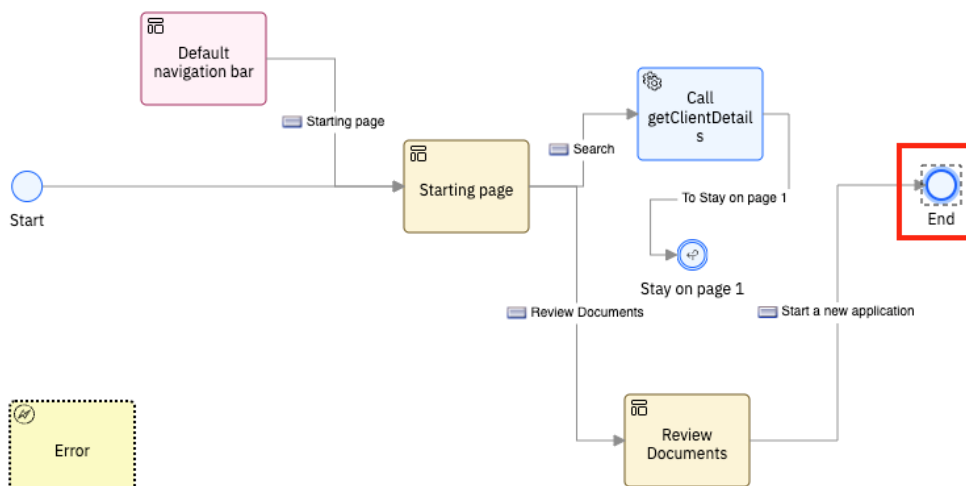 Default
navigation bar
Starting page
Call
getClientDetail
s
Search
Starting page
Start
To Stay on page 1
End
Stay on page 1
Review Documents
Start a new application
Review
Documents
Error